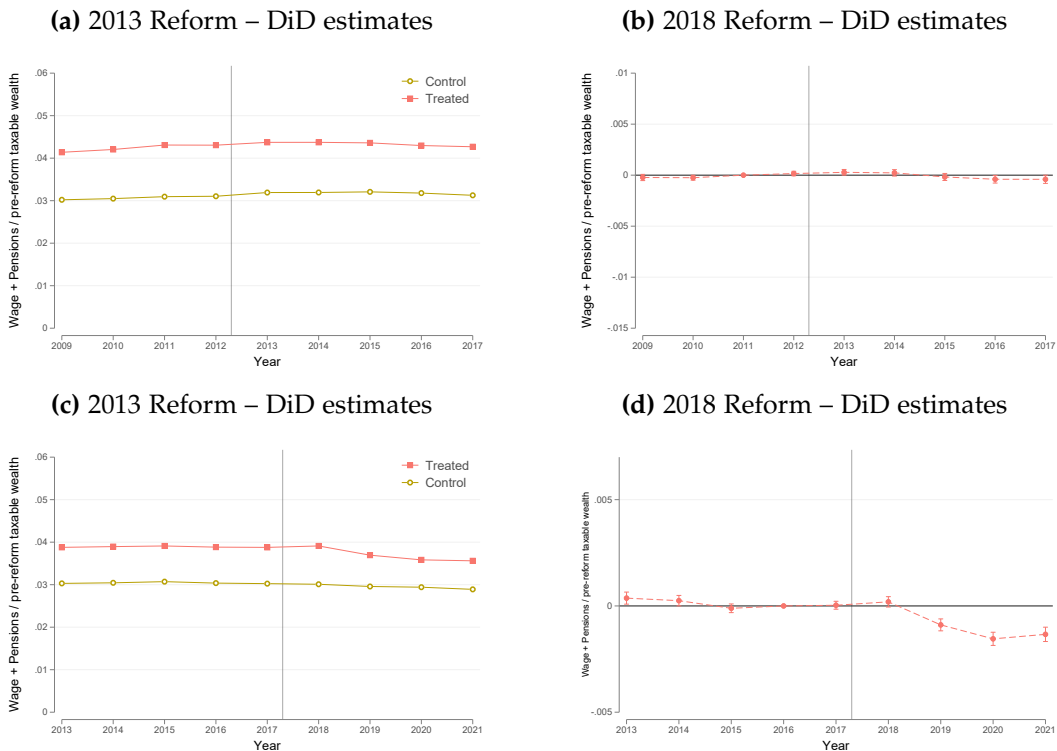 (a) 2013 Reform – DiD estimates
Wage + Pensions / pre-reform taxable wealth
.06
.05
.04
.03
.02
.01
0
Control
Treated
2009 2010 2011 2012 2013 2014 2015 2016 2017
Year
(b) 2018 Reform – DiD estimates
Wage + Pensions / pre-reform taxable wealth
.01
.005
0
-.005
-.01
-.015
2009 2010 2011 2012 2013 2014 2015 2016 2017
Year
(c) 2013 Reform – DiD estimates
Wage + Pensions / pre-reform taxable wealth
.06
.05
.04
.03
.02
.01
0
Treated
Control
2013 2014 2015 2016 2017 2018 2019 2020 2021
Year
(d) 2018 Reform – DiD estimates
Wage + Pensions / pre-reform taxable wealth
.005
0
-.005
2013 2014 2015 2016 2017 2018 2019 2020 2021
Year